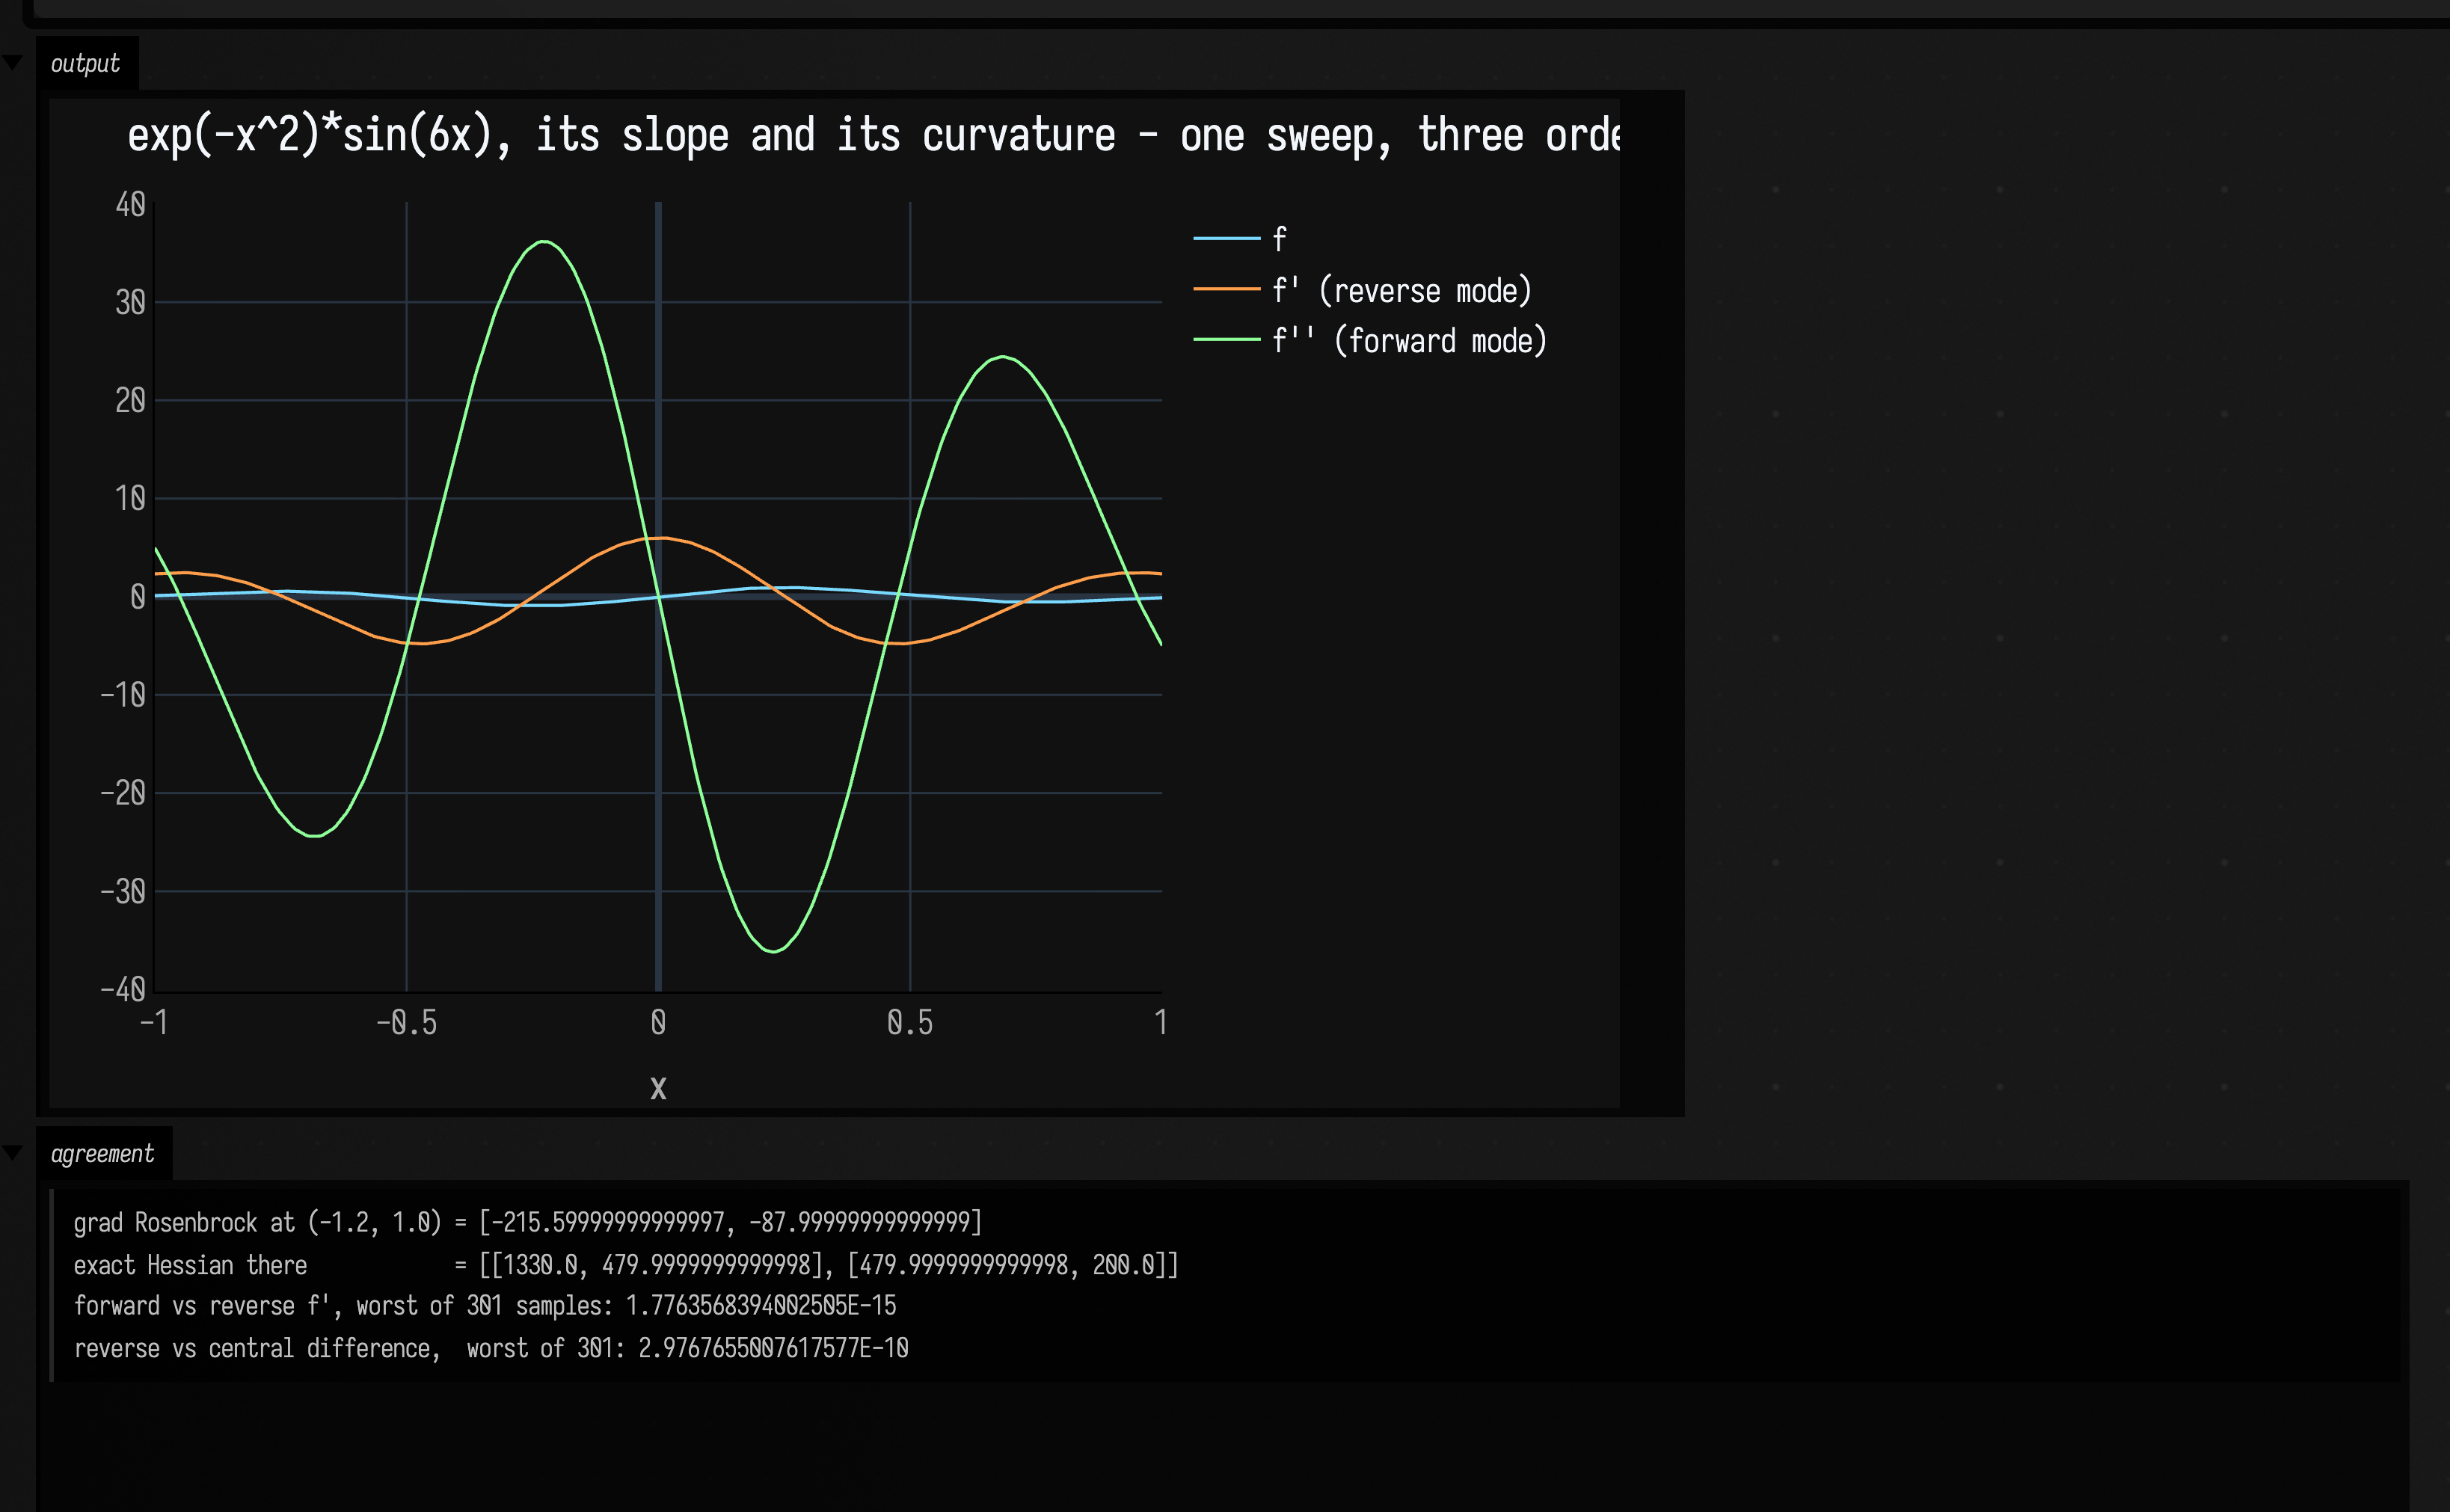 output
exp(-x^2)*sin(6x), its slope and its curvature - one sweep, three orde
40
f
30
f' (reverse mode)
f'' (forward mode)
20
10
0
-10
-20
-30
-40
-1
-0.5
0
0.5
1
x
agreement
grad Rosenbrock at (-1.2, 1.0) = [-215.59999999999997, -87.99999999999999]
exact Hessian there = [[1330.0, 479.9999999999998], [479.9999999999998, 200.0]]
forward vs reverse f', worst of 301 samples: 1.7763568394002505E-15
reverse vs central difference, worst of 301: 2.9767655007617577E-10